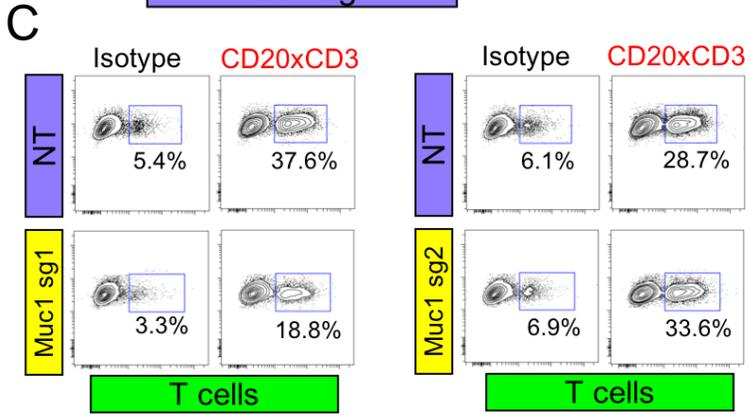 C
Isotype CD20xCD3 Isotype CD20xCD3
NT NT
5.4% 37.6% 6.1% 28.7%
Muc1 sg1 Muc1 sg2
3.3% 18.8% 6.9% 33.6%
T cells T cells